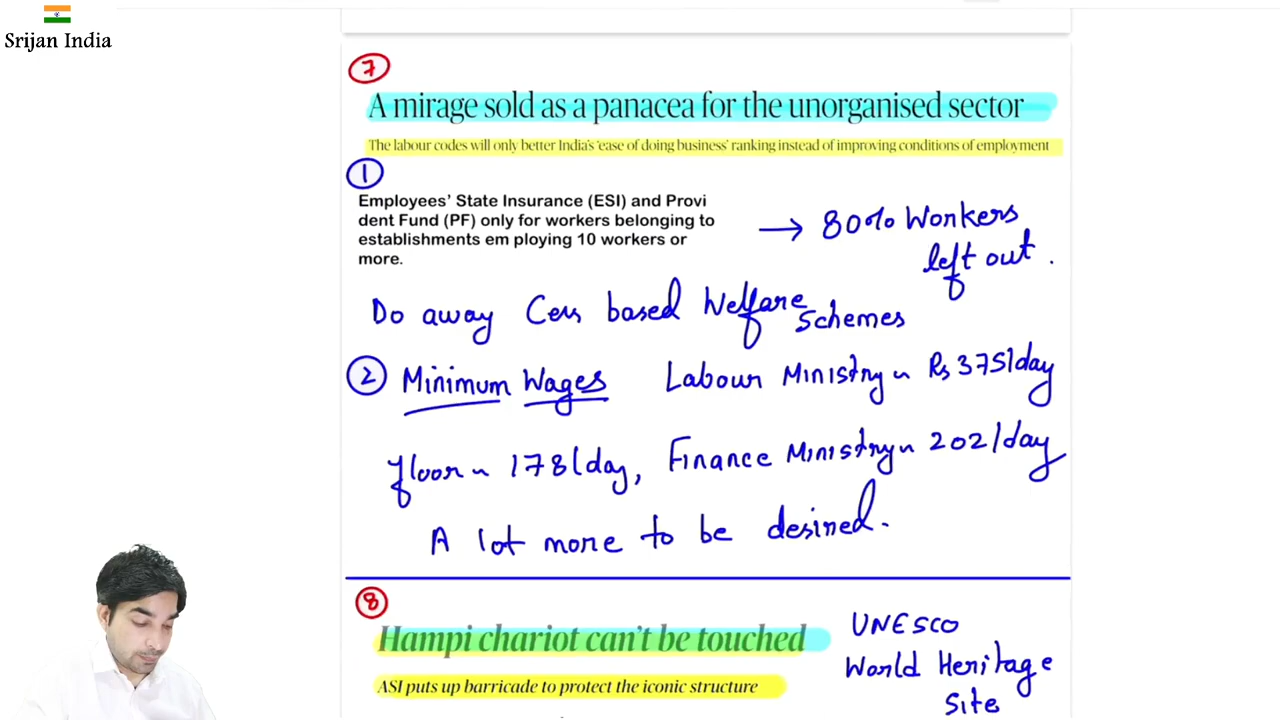 Srijan India
7
A mirage sold as a panacea for the unorganised sector
The labour codes will only better India's 'ease of doing business' ranking instead of improving conditions of employment
1
Employees' State Insurance (ESI) and Provi
dent Fund (PF) only for workers belonging to
establishments em ploying 10 workers or
more.
→ 80% Workers
left out.
Do away Cess based Welfare Schemes
2 Minimum Wages Labour Ministry ~ Rs 375/day
floor ~ 178/day, Finance Ministry ~ 202/day
A lot more to be desired.
8
Hampi chariot can't be touched
ASI puts up barricade to protect the iconic structure
UNESCO
World Heritage
Site